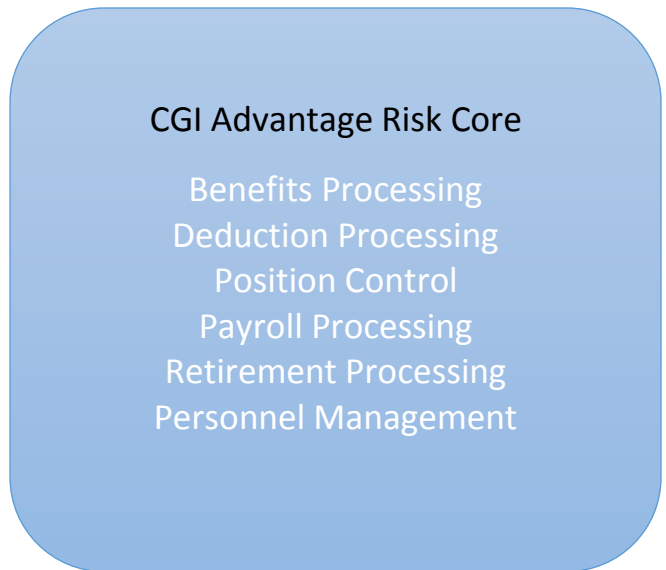 CGI Advantage Risk Core
Benefits Processing
Deduction Processing
Position Control
Payroll Processing
Retirement Processing
Personnel Management